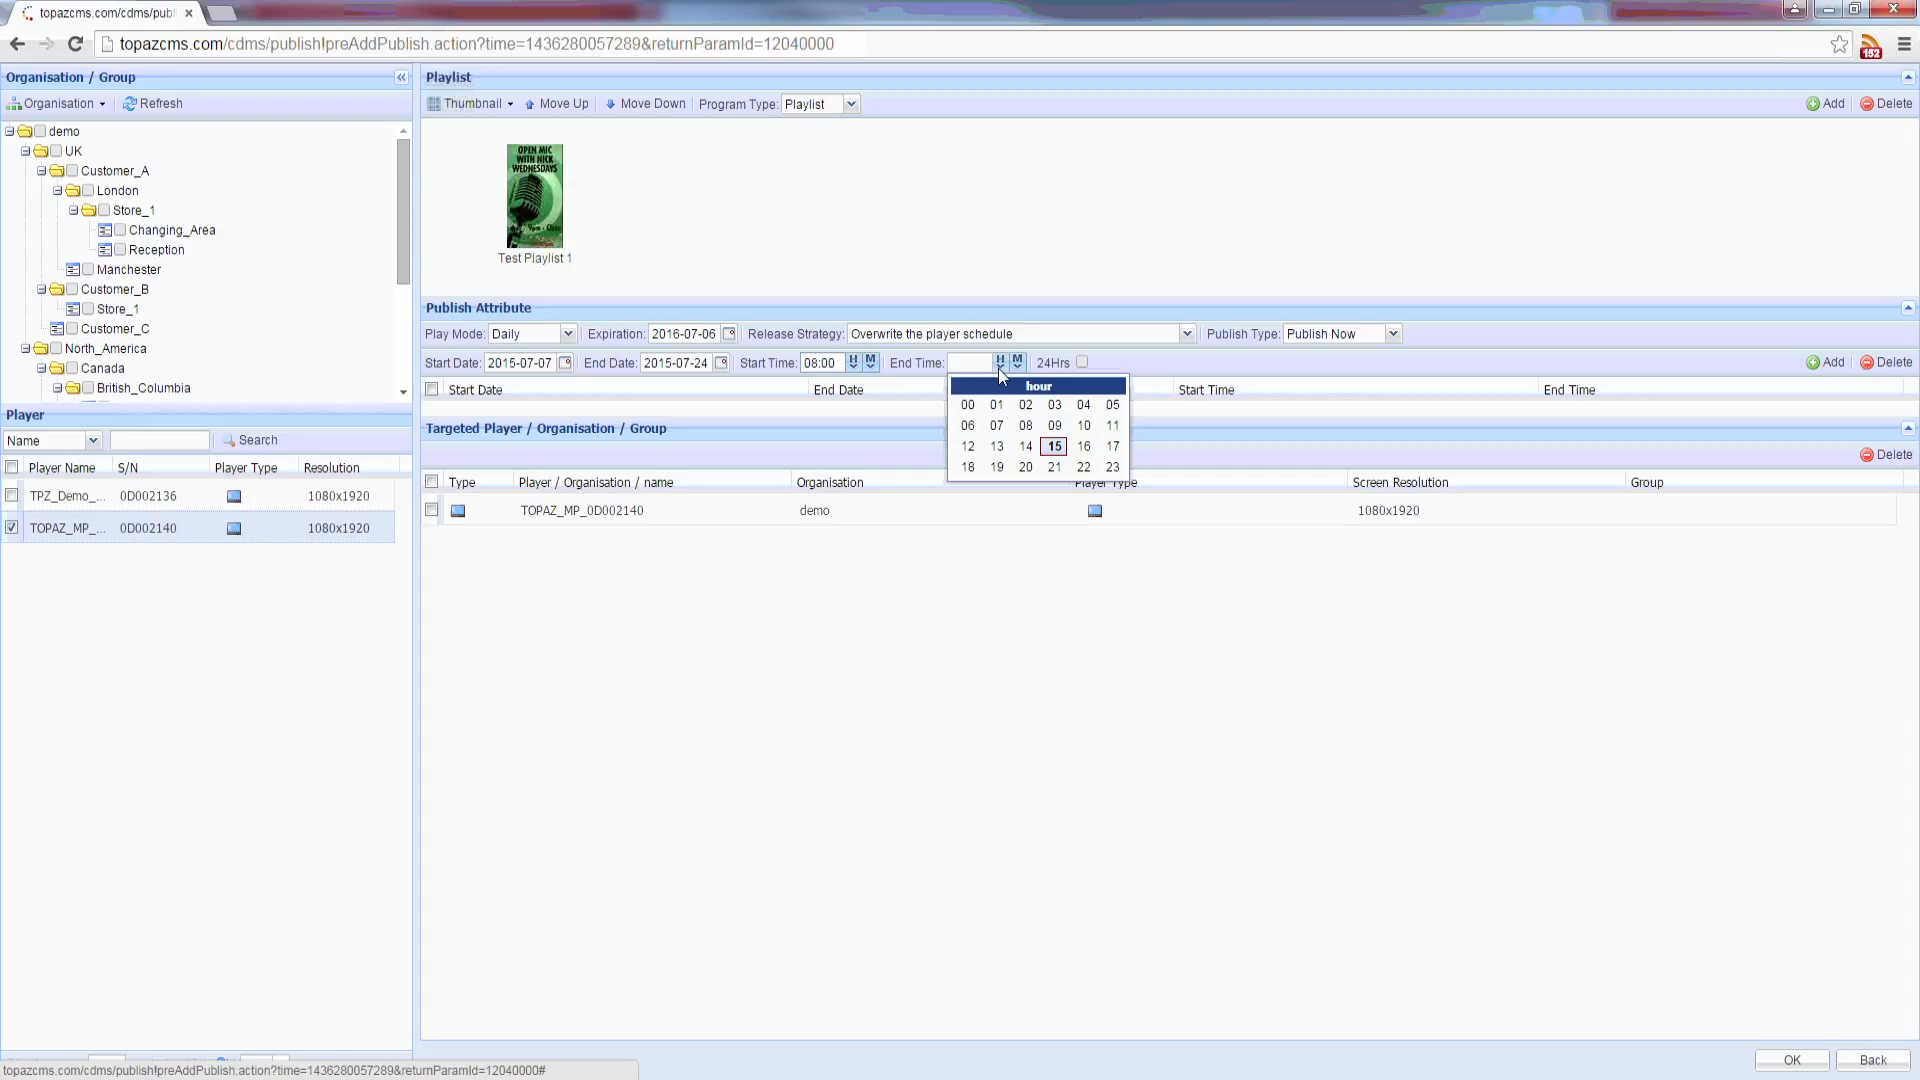 topazcms.com/cdms/publ
topazcms.com/cdms/publish!preAddPublish.action?time=1436280057289&returnParamId=12040000
152
Organisation / Group
Organisation
Refresh
demo
UK
Customer_A
London
Store_1
Changing_Area
Reception
Manchester
Customer_B
Store_1
Customer_C
North_America
Canada
British_Columbia
Player
Name
Search
Player Name S/N Player Type Resolution
TPZ_Demo_... 0D002136 1080x1920
TOPAZ_MP_... 0D002140 1080x1920
Playlist
Thumbnail Move Up Move Down Program Type: Playlist Add Delete
OPEN MIC
WITH NICK
WEDNESDAYS
Test Playlist 1
Publish Attribute
Play Mode: Daily Expiration: 2016-07-06 Release Strategy: Overwrite the player schedule Publish Type: Publish Now
Start Date: 2015-07-07 End Date: 2015-07-24 Start Time: 08:00 H M End Time: H M 24Hrs Add Delete
Start Date End Date Start Time End Time
hour
00 01 02 03 04 05
06 07 08 09 10 11
12 13 14 15 16 17
18 19 20 21 22 23
Targeted Player / Organisation / Group
Delete
Type Player / Organisation / name Organisation Player Type Screen Resolution Group
TOPAZ_MP_0D002140 demo 1080x1920
OK Back
topazcms.com/cdms/publish!preAddPublish.action?time=1436280057289&returnParamId=12040000#